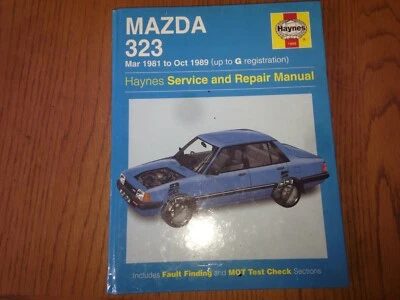 MAZDA
323
Mar 1981 to Oct 1989 (up to G registration)
Haynes Service and Repair Manual
Haynes
Includes Fault Finding and MOT Test Check Sections